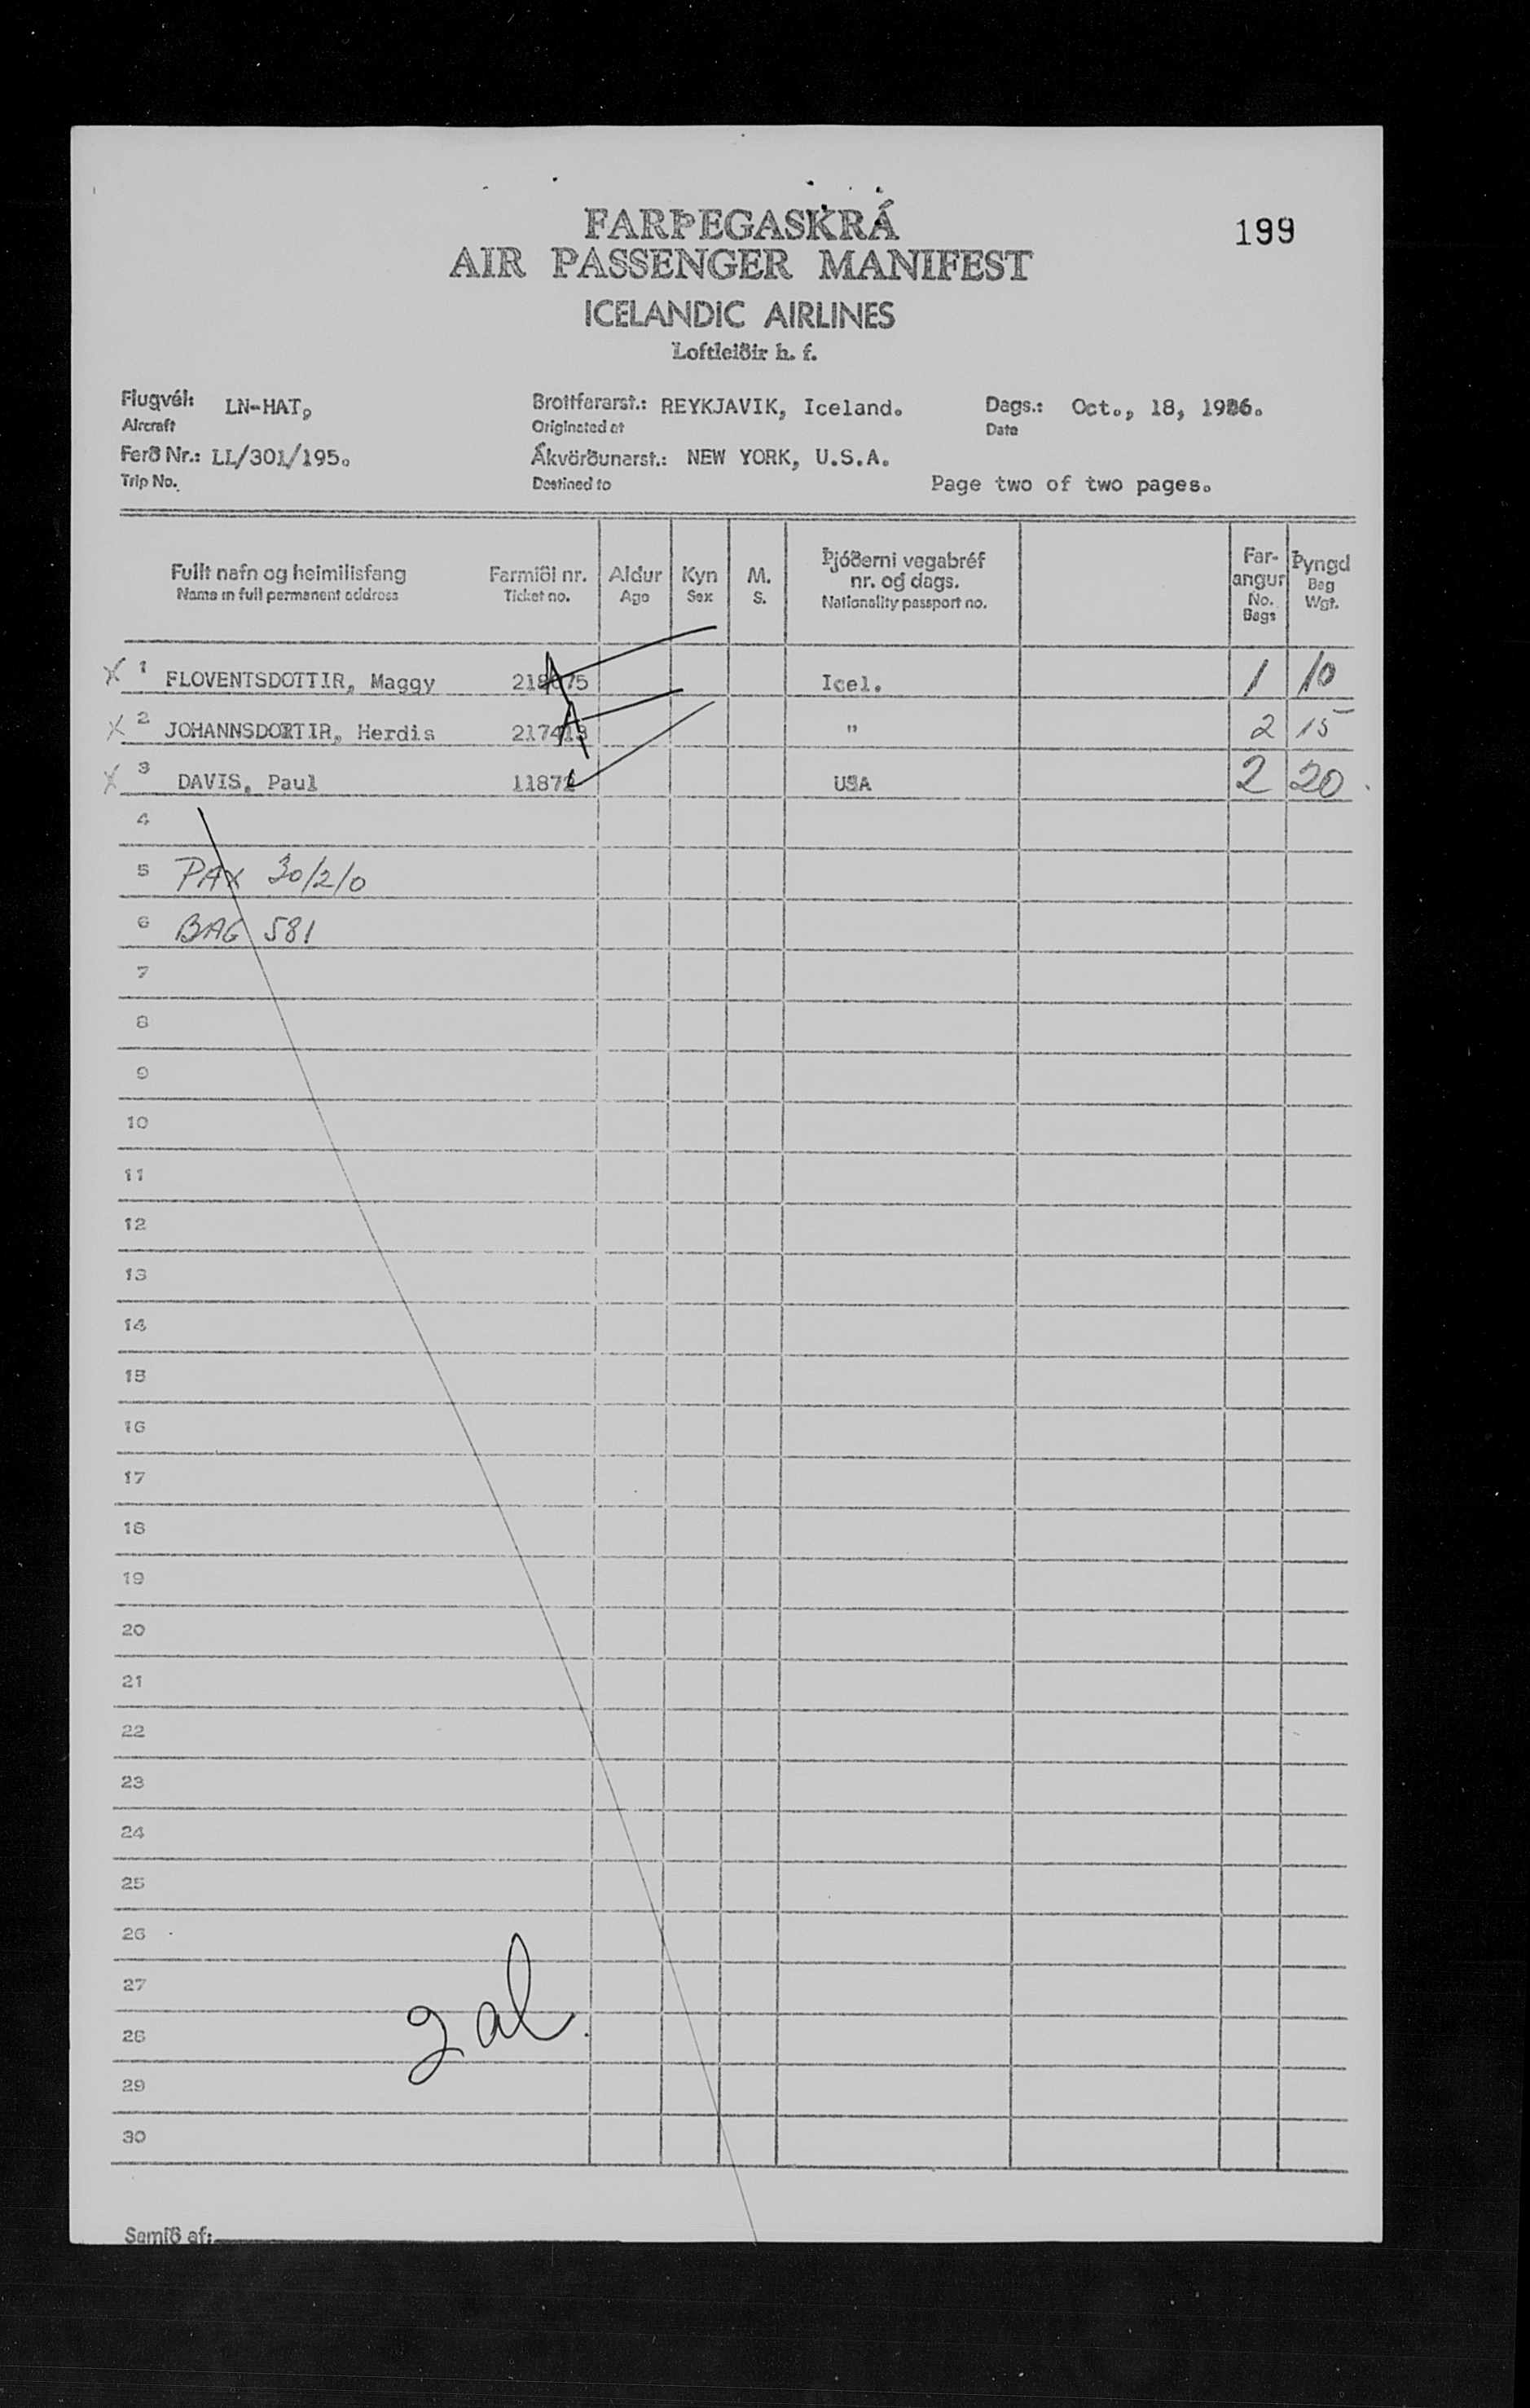 FARÞEGASKRÁ
199
AIR PASSENGER MANIFEST
ICELANDIC AIRLINES
Loftleiðir h. f.
Flugvél: LN-HAT, Brottfararst.: REYKJAVIK, Iceland. Dags.: Oct., 18, 1956.
Aircraft Originated at Date
Ferð Nr.: LL/301/195. Ákvörðunarst.: NEW YORK, U.S.A.
Trip No. Destined to Page two of two pages.
Fullt nafn og heimilisfang Farmiði nr. Aldur Kyn M. Þjóðerni vegabréf nr. og dags. Farangur Þyngd
Name in full permanent address Ticket no. Age Sex S. Nationality passport no. No. Bags Bag Wgt.
X 1 FLOVENTSDOTTIR, Maggy Icel. 1 10
X 2 JOHANNSDOTTIR, Herdis 217413 " 2 15
X 3 DAVIS, Paul 11872 USA 2 20
4
5 PAX 30/2/0
6 BAG 581
7
8
9
10
11
12
13
14
15
16
17
18
19
20
21
22
23
24
25
26
27
gal.
28
29
30
Samið af: